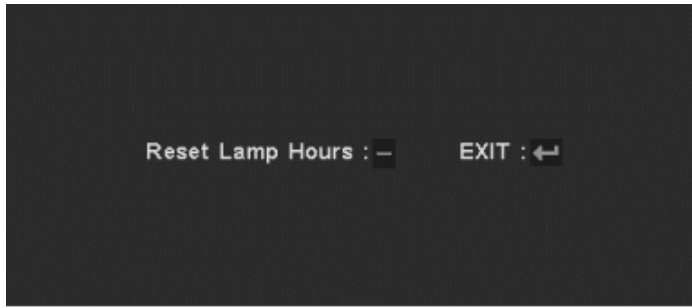 Reset Lamp Hours : – EXIT : ↵